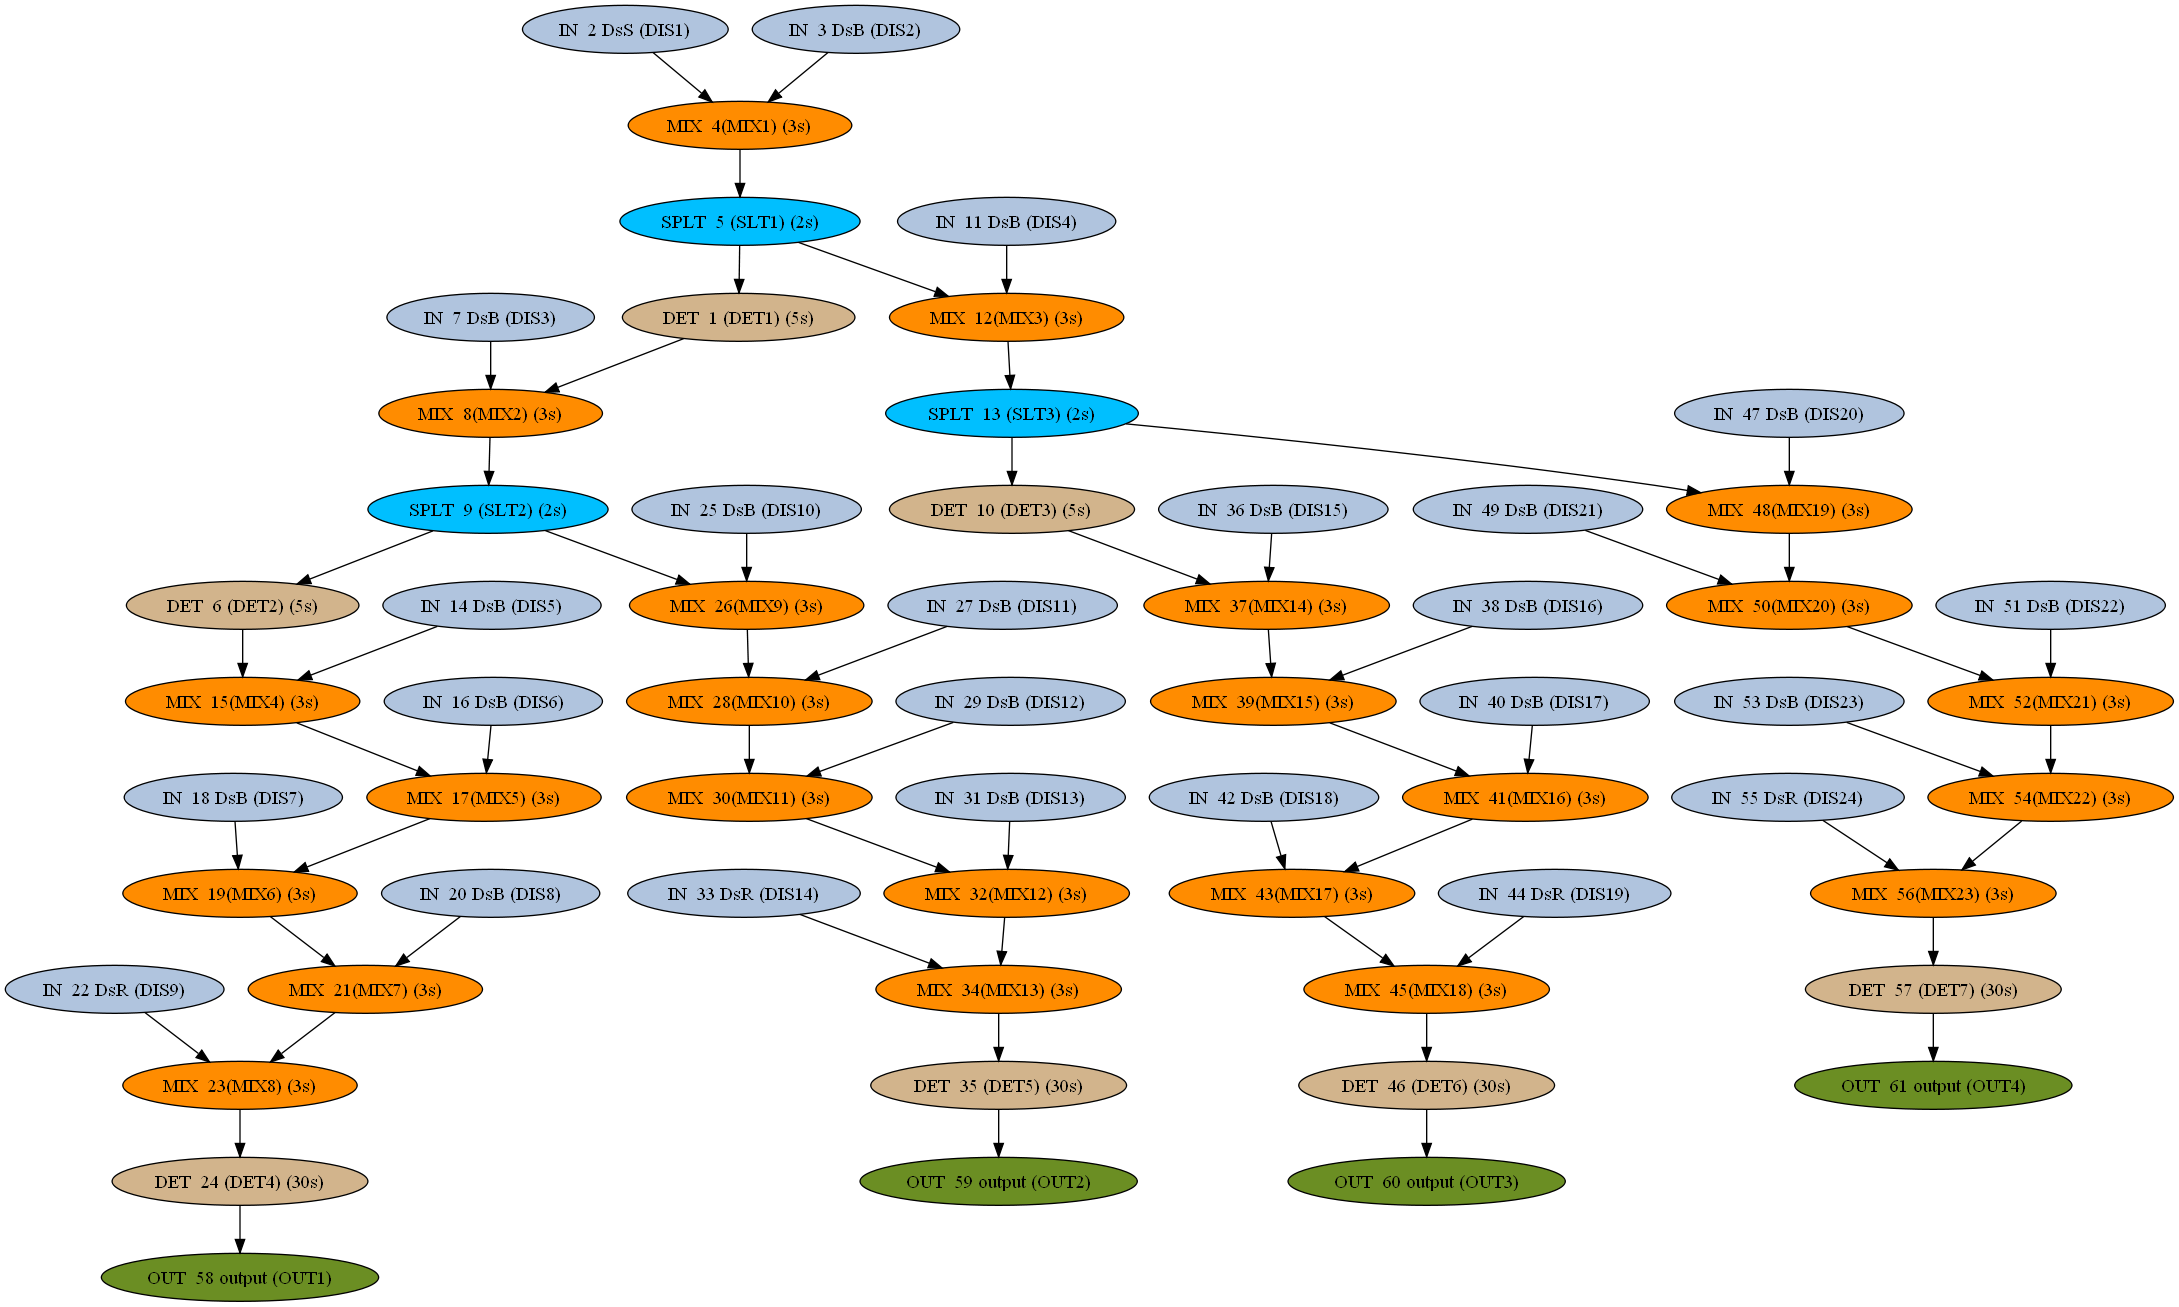 IN  2 DsS (DIS1)
IN  3 DsB (DIS2)
MIX  4(MIX1) (3s)
SPLT  5 (SLT1) (2s)
IN  11 DsB (DIS4)
IN  7 DsB (DIS3)
DET  1 (DET1) (5s)
MIX  12(MIX3) (3s)
MIX  8(MIX2) (3s)
SPLT  13 (SLT3) (2s)
IN  47 DsB (DIS20)
SPLT  9 (SLT2) (2s)
IN  25 DsB (DIS10)
DET  10 (DET3) (5s)
IN  36 DsB (DIS15)
IN  49 DsB (DIS21)
MIX  48(MIX19) (3s)
DET  6 (DET2) (5s)
IN  14 DsB (DIS5)
MIX  26(MIX9) (3s)
IN  27 DsB (DIS11)
MIX  37(MIX14) (3s)
IN  38 DsB (DIS16)
MIX  50(MIX20) (3s)
IN  51 DsB (DIS22)
MIX  15(MIX4) (3s)
IN  16 DsB (DIS6)
MIX  28(MIX10) (3s)
IN  29 DsB (DIS12)
MIX  39(MIX15) (3s)
IN  40 DsB (DIS17)
IN  53 DsB (DIS23)
MIX  52(MIX21) (3s)
IN  18 DsB (DIS7)
MIX  17(MIX5) (3s)
MIX  30(MIX11) (3s)
IN  31 DsB (DIS13)
IN  42 DsB (DIS18)
MIX  41(MIX16) (3s)
IN  55 DsR (DIS24)
MIX  54(MIX22) (3s)
MIX  19(MIX6) (3s)
IN  20 DsB (DIS8)
IN  33 DsR (DIS14)
MIX  32(MIX12) (3s)
MIX  43(MIX17) (3s)
IN  44 DsR (DIS19)
MIX  56(MIX23) (3s)
IN  22 DsR (DIS9)
MIX  21(MIX7) (3s)
MIX  34(MIX13) (3s)
MIX  45(MIX18) (3s)
DET  57 (DET7) (30s)
MIX  23(MIX8) (3s)
DET  35 (DET5) (30s)
DET  46 (DET6) (30s)
OUT  61 output (OUT4)
DET  24 (DET4) (30s)
OUT  59 output (OUT2)
OUT  60 output (OUT3)
OUT  58 output (OUT1)